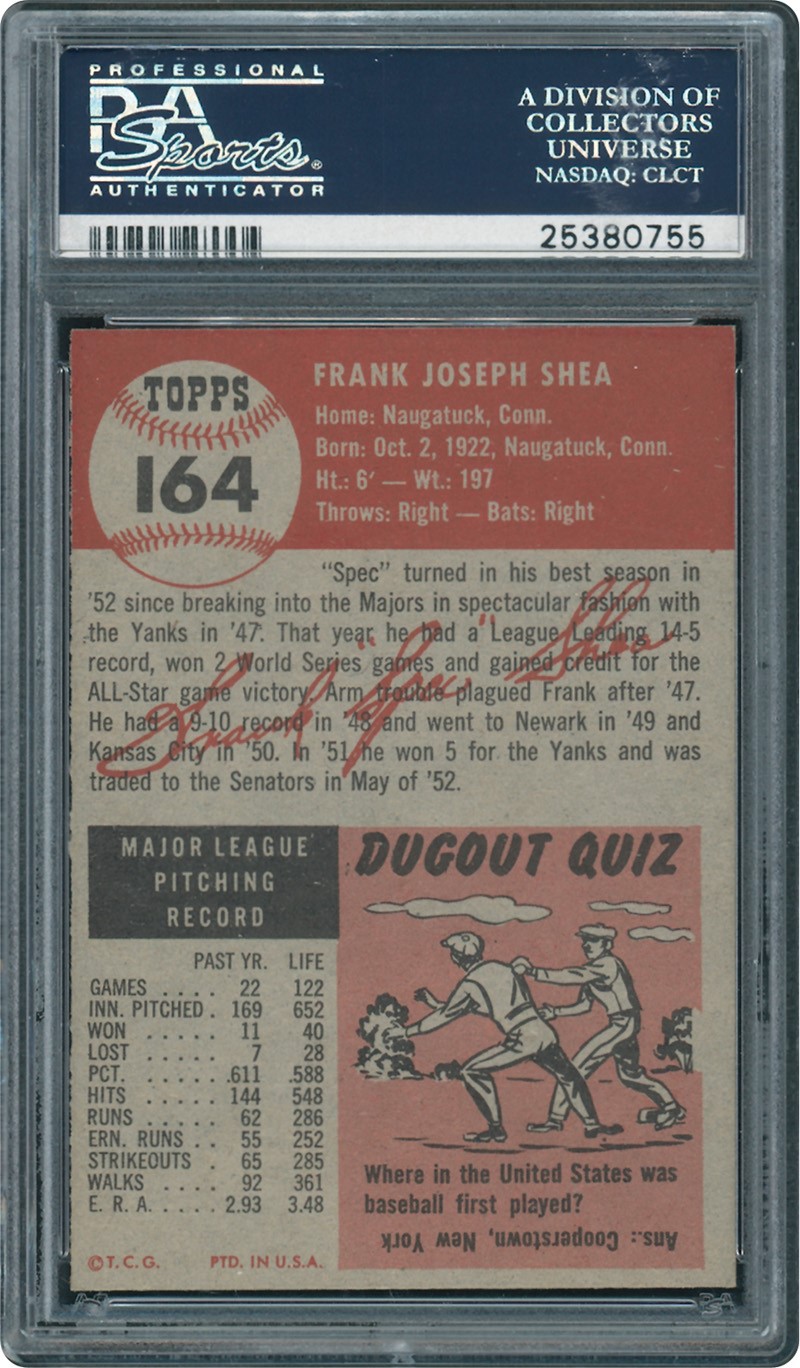 PROFESSIONAL
PSA
Sports®
AUTHENTICATOR
A DIVISION OF
COLLECTORS
UNIVERSE
NASDAQ: CLCT
25380755
TOPPS
164
FRANK JOSEPH SHEA
Home: Naugatuck, Conn.
Born: Oct. 2, 1922, Naugatuck, Conn.
Ht.: 6′ — Wt.: 197
Throws: Right — Bats: Right
"Spec" turned in his best season in
'52 since breaking into the Majors in spectacular fashion with
the Yanks in '47. That year he had a League Leading 14-5
record, won 2 World Series games and gained credit for the
ALL-Star game victory. Arm trouble plagued Frank after '47.
He had a 9-10 record in '48 and went to Newark in '49 and
Kansas City in '50. In '51 he won 5 for the Yanks and was
traded to the Senators in May of '52.
Frank "Spec" Shea
MAJOR LEAGUE
PITCHING
RECORD
PAST YR. LIFE
GAMES . . . . 22 122
INN. PITCHED . 169 652
WON . . . . . 11 40
LOST . . . . . 7 28
PCT. . . . . . .611 .588
HITS . . . . . 144 548
RUNS . . . . . 62 286
ERN. RUNS . . 55 252
STRIKEOUTS . 65 285
WALKS . . . . 92 361
E. R. A. . . . . 2.93 3.48
©T.C.G. PTD. IN U.S.A.
DUGOUT QUIZ
Where in the United States was
baseball first played?
Ans.: Cooperstown, New York
PSA